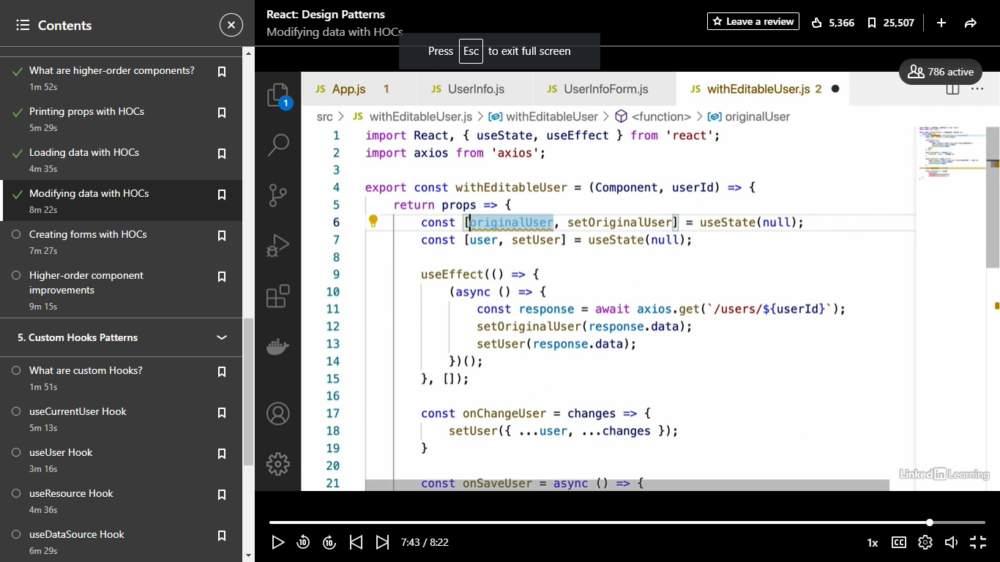 Contents
What are higher-order components?
1m 52s
Printing props with HOCs
5m 29s
Loading data with HOCs
4m 35s
Modifying data with HOCs
8m 22s
Creating forms with HOCs
7m 27s
Higher-order component
improvements
9m 15s
5. Custom Hooks Patterns
What are custom Hooks?
1m 51s
useCurrentUser Hook
5m 13s
useUser Hook
3m 16s
useResource Hook
4m 36s
useDataSource Hook
6m 29s
React: Design Patterns
Modifying data with HOCs
Leave a review 5,366 25,507
Press Esc to exit full screen
786 active
1
JS App.js 1 JS UserInfo.js JS UserInfoForm.js JS withEditableUser.js 2
src > JS withEditableUser.js > withEditableUser > <function> > originalUser
1 import React, { useState, useEffect } from 'react';
2 import axios from 'axios';
3
4 export const withEditableUser = (Component, userId) => {
5 return props => {
6 const [originalUser, setOriginalUser] = useState(null);
7 const [user, setUser] = useState(null);
8
9 useEffect(() => {
10 (async () => {
11 const response = await axios.get(`/users/${userId}`);
12 setOriginalUser(response.data);
13 setUser(response.data);
14 })();
15 }, []);
16
17 const onChangeUser = changes => {
18 setUser({ ...user, ...changes });
19 }
20
21 const onSaveUser = async () => {
LinkedIn Learning
10 10 7:43 / 8:22 1x CC